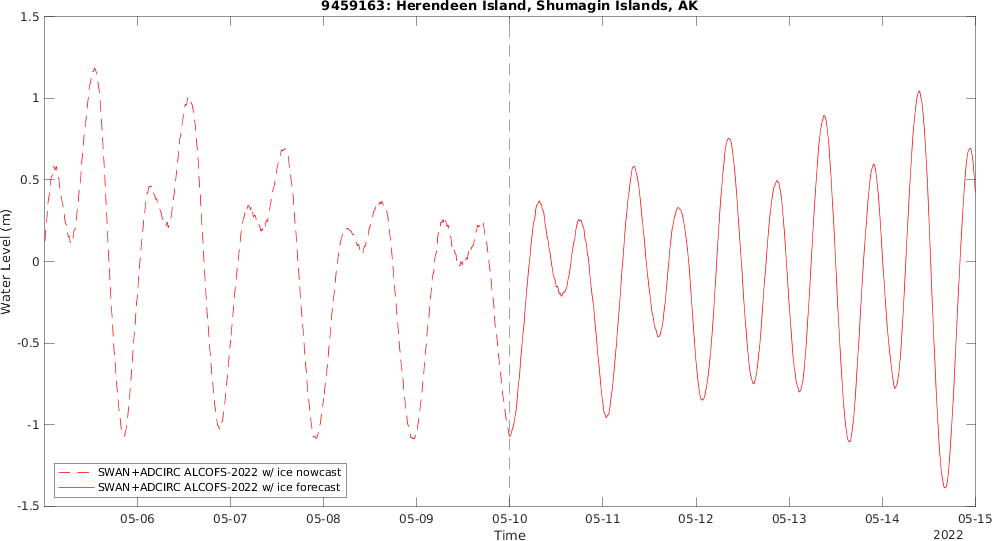 9459163: Herendeen Island, Shumagin Islands, AK
1.5
1
0.5
0
-0.5
-1
-1.5
Water Level (m)
SWAN+ADCIRC ALCOFS-2022 w/ ice nowcast
SWAN+ADCIRC ALCOFS-2022 w/ ice forecast
05-06 05-07 05-08 05-09 05-10 05-11 05-12 05-13 05-14 05-15
Time
2022